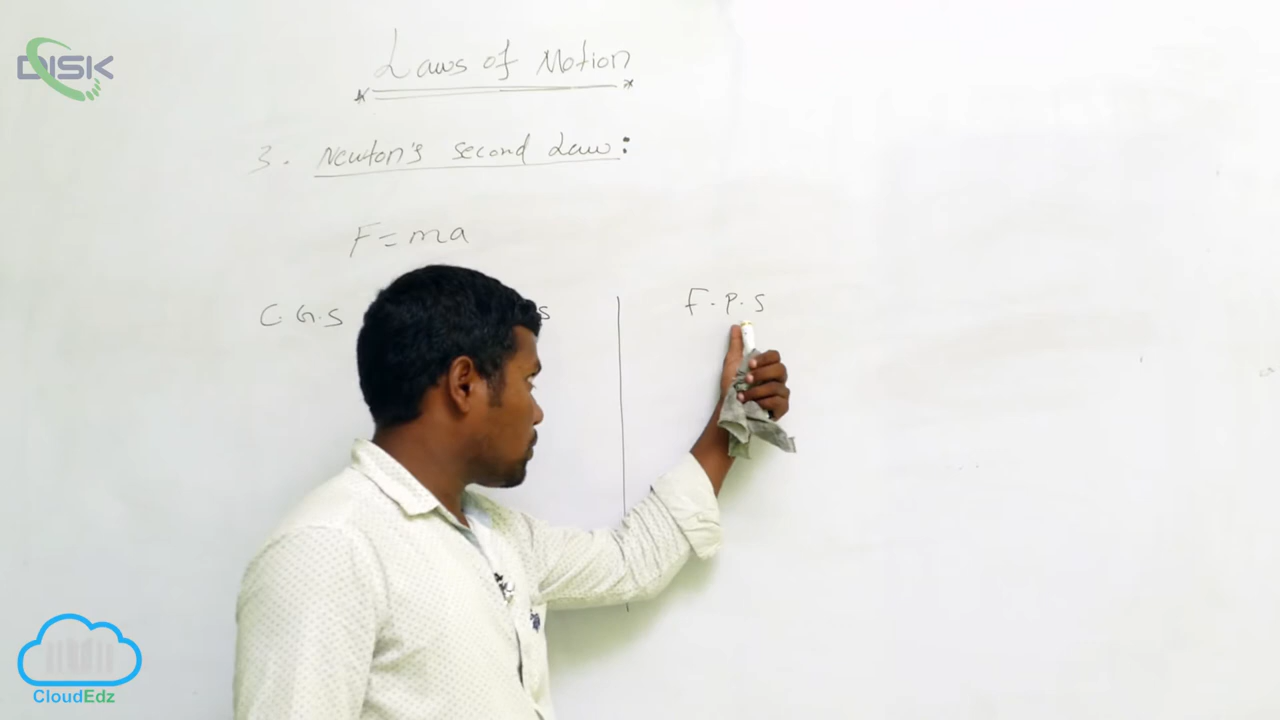 DISK
Laws of Motion
3. Newton's second Law:
F=ma
C.G.S
F.P.S
CloudEdz